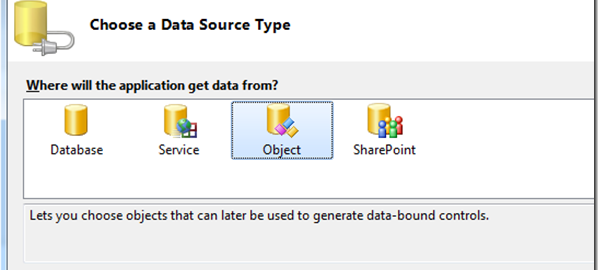 Choose a Data Source Type
Where will the application get data from?
Database Service Object SharePoint
Lets you choose objects that can later be used to generate data-bound controls.